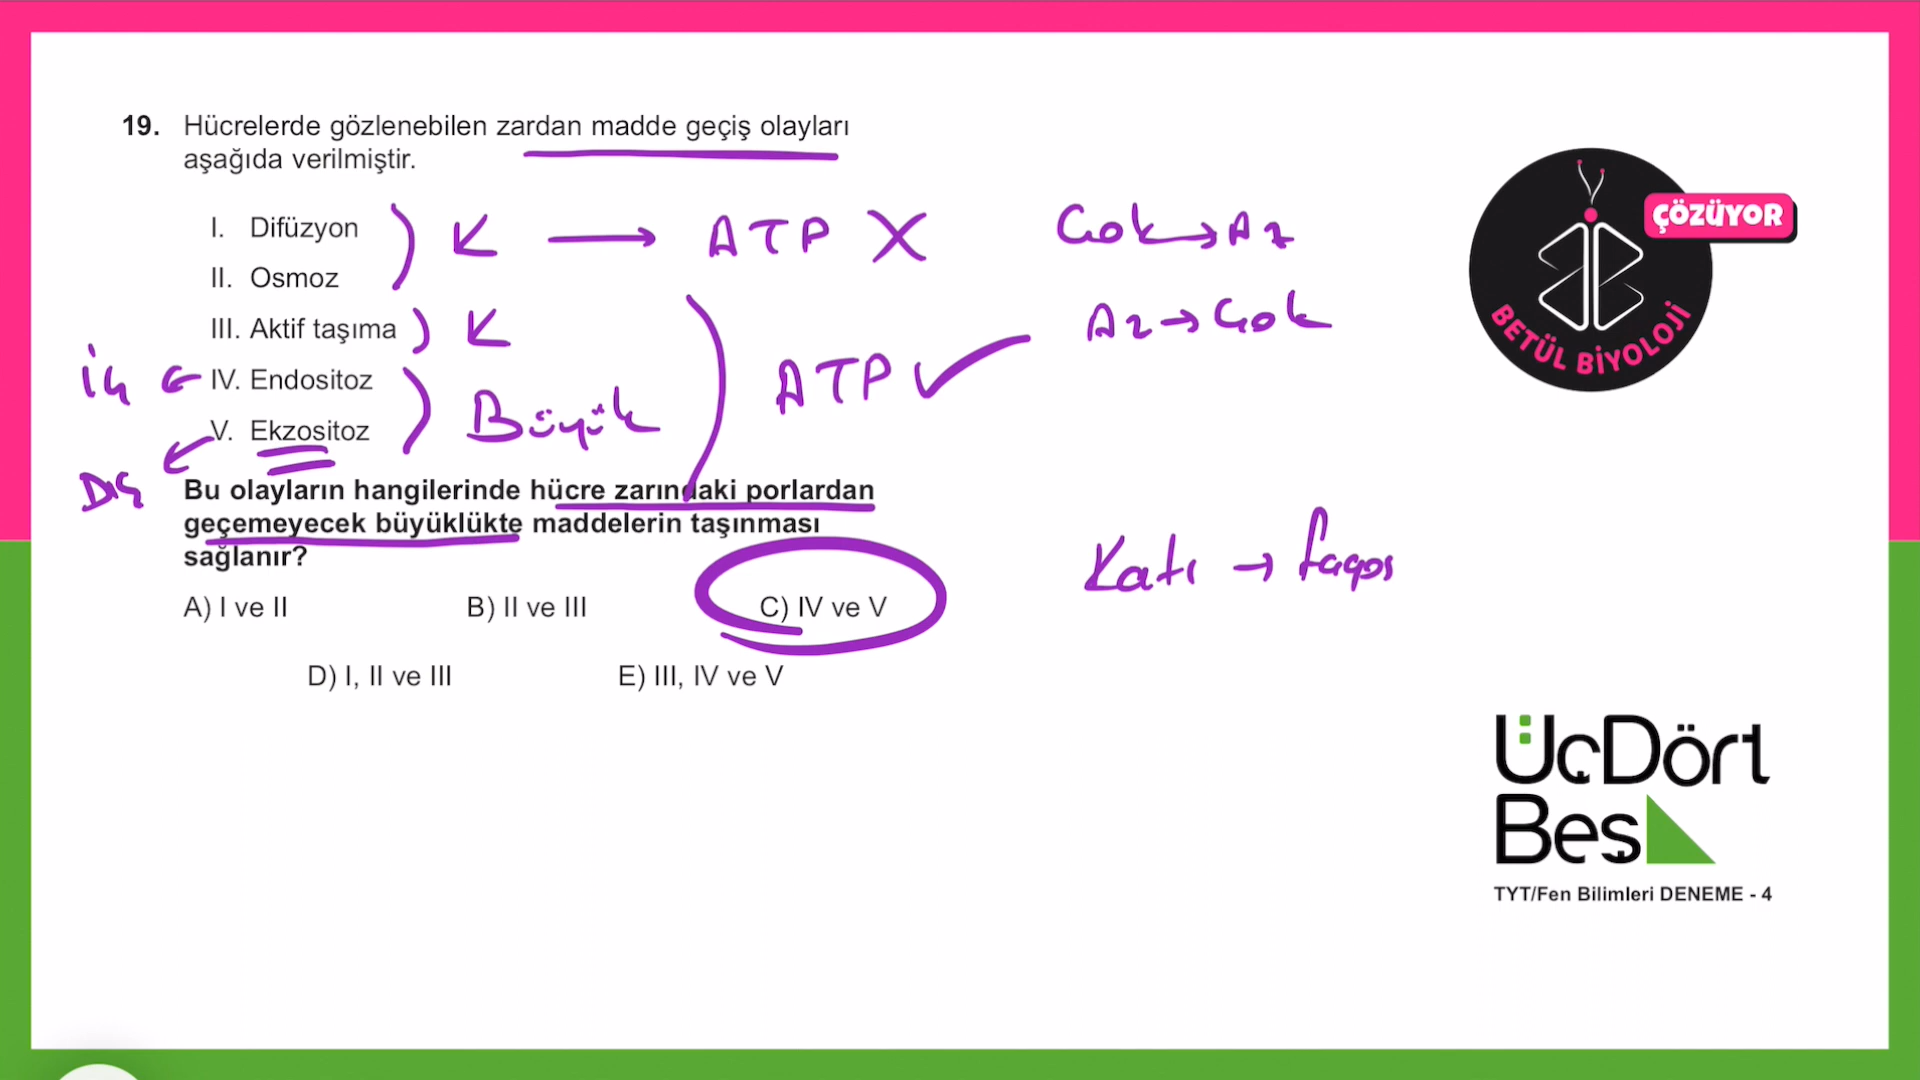 19. Hücrelerde gözlenebilen zardan madde geçiş olayları
aşağıda verilmiştir.
I. Difüzyon
II. Osmoz
K → ATP X
Çok → Az
III. Aktif taşıma
K
Az → Çok
İç ← IV. Endositoz
V. Ekzositoz
Büyük
ATP ✓
Dış
Bu olayların hangilerinde hücre zarındaki porlardan
geçemeyecek büyüklükte maddelerin taşınması
sağlanır?
Katı → fagos
A) I ve II B) II ve III C) IV ve V
D) I, II ve III E) III, IV ve V
ÇÖZÜYOR
BETÜL BİYOLOJİ
ÜçDört
Beş
TYT/Fen Bilimleri DENEME - 4